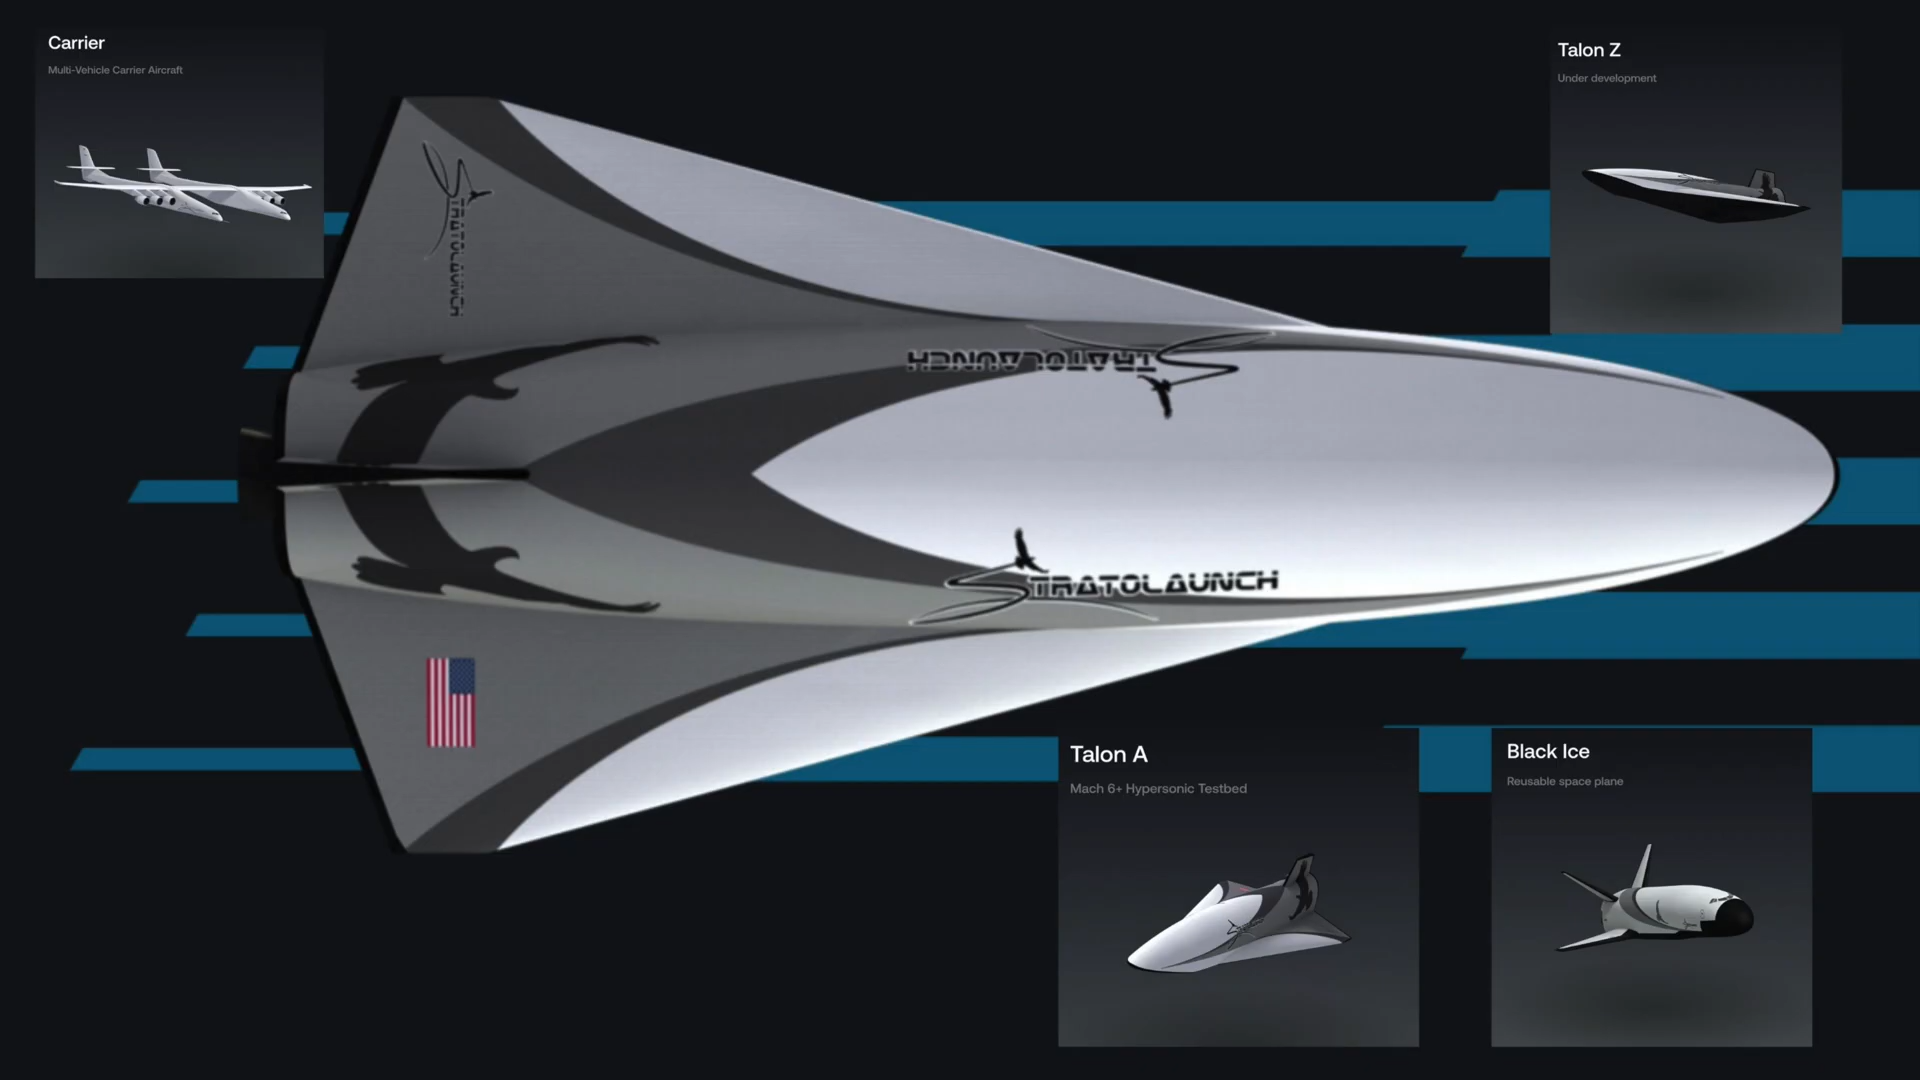 Carrier
Multi-Vehicle Carrier Aircraft
Talon Z
Under development
STRATOLAUNCH
STRATOLAUNCH
STRATOLAUNCH
Talon A
Mach 6+ Hypersonic Testbed
Black Ice
Reusable space plane